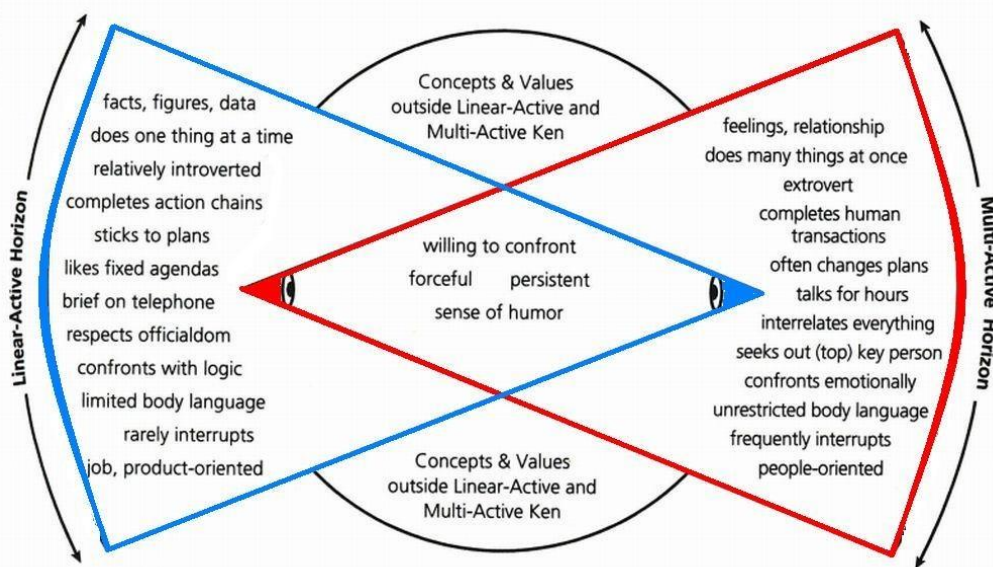 Linear-Active Horizon
facts, figures, data
does one thing at a time
relatively introverted
completes action chains
sticks to plans
likes fixed agendas
brief on telephone
respects officialdom
confronts with logic
limited body language
rarely interrupts
job, product-oriented
Concepts & Values
outside Linear-Active and
Multi-Active Ken
willing to confront
forceful persistent
sense of humor
Concepts & Values
outside Linear-Active and
Multi-Active Ken
feelings, relationship
does many things at once
extrovert
completes human
transactions
often changes plans
talks for hours
interrelates everything
seeks out (top) key person
confronts emotionally
unrestricted body language
frequently interrupts
people-oriented
Multi-Active Horizon